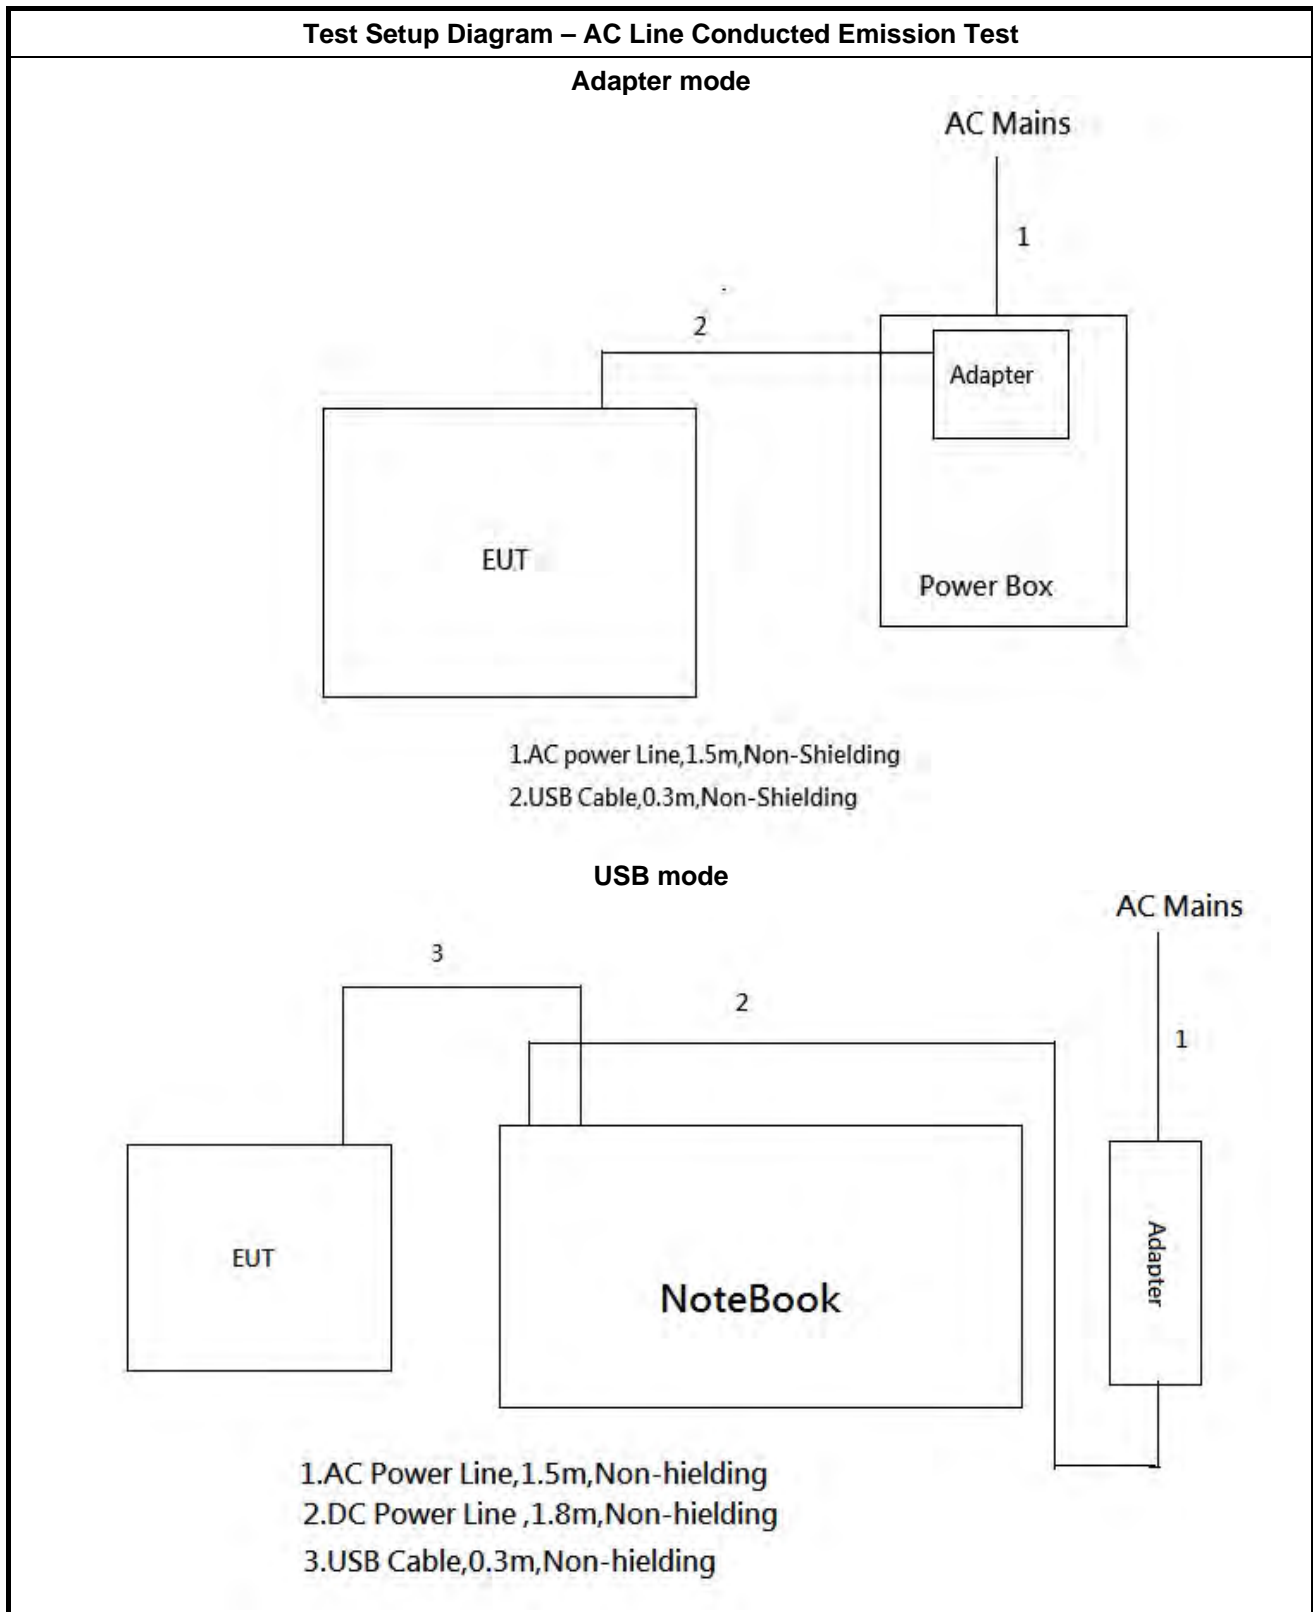 Test Setup Diagram – AC Line Conducted Emission Test
Adapter mode
AC Mains
1
2
Adapter
EUT
Power Box
1.AC power Line,1.5m,Non-Shielding
2.USB Cable,0.3m,Non-Shielding
USB mode
AC Mains
3
2
1
EUT
NoteBook
Adapter
1.AC Power Line,1.5m,Non-hielding
2.DC Power Line ,1.8m,Non-hielding
3.USB Cable,0.3m,Non-hielding